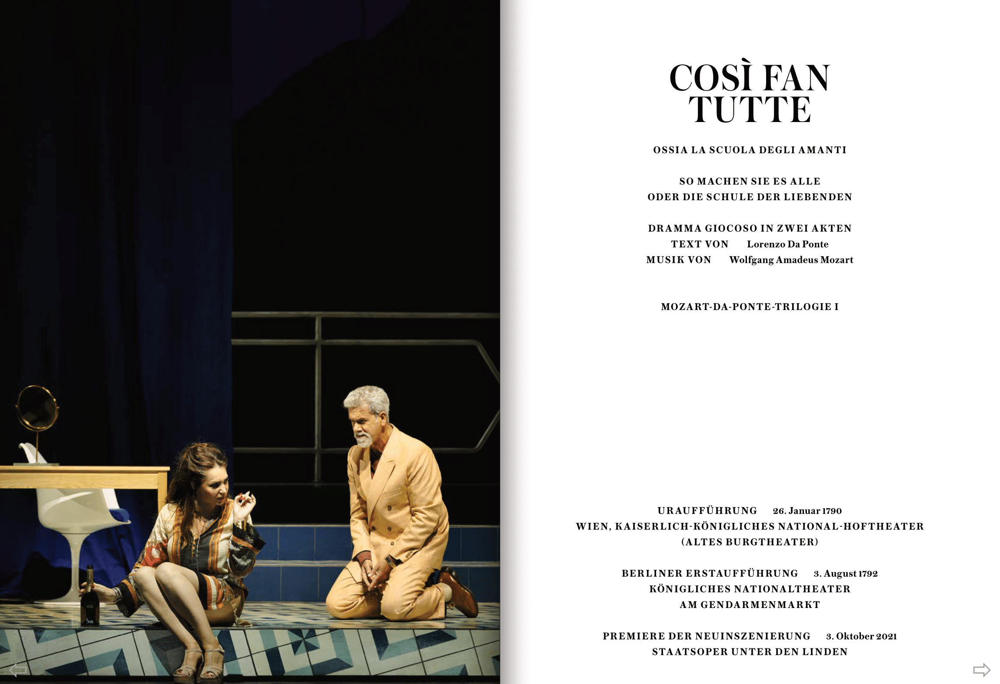 COSÌ FAN
TUTTE
OSSIA LA SCUOLA DEGLI AMANTI
SO MACHEN SIE ES ALLE
ODER DIE SCHULE DER LIEBENDEN
DRAMMA GIOCOSO IN ZWEI AKTEN
TEXT VON Lorenzo Da Ponte
MUSIK VON Wolfgang Amadeus Mozart
MOZART-DA-PONTE-TRILOGIE I
URAUFFÜHRUNG 26. Januar 1790
WIEN, KAISERLICH-KÖNIGLICHES NATIONAL-HOFTHEATER
(ALTES BURGTHEATER)
BERLINER ERSTAUFFÜHRUNG 3. August 1792
KÖNIGLICHES NATIONALTHEATER
AM GENDARMENMARKT
PREMIERE DER NEUINSZENIERUNG 3. Oktober 2021
STAATSOPER UNTER DEN LINDEN